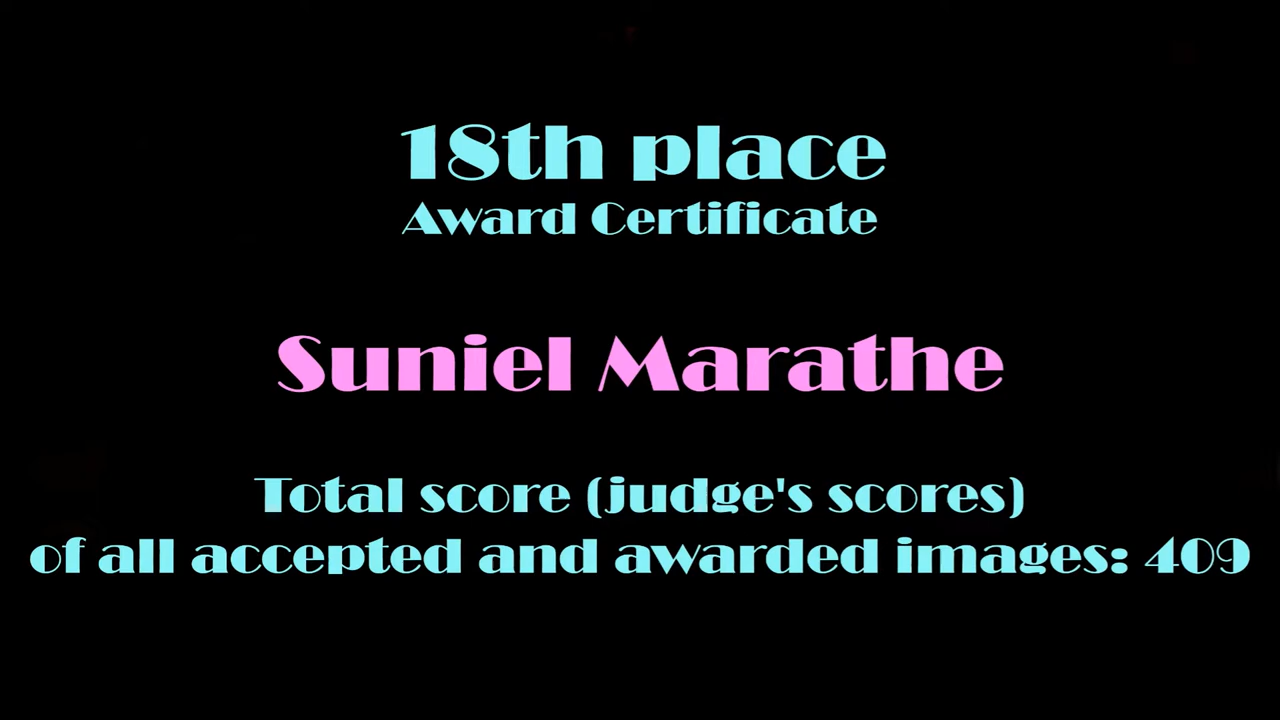 18th place
Award Certificate
Suniel Marathe
Total score (judge's scores)
of all accepted and awarded images: 409